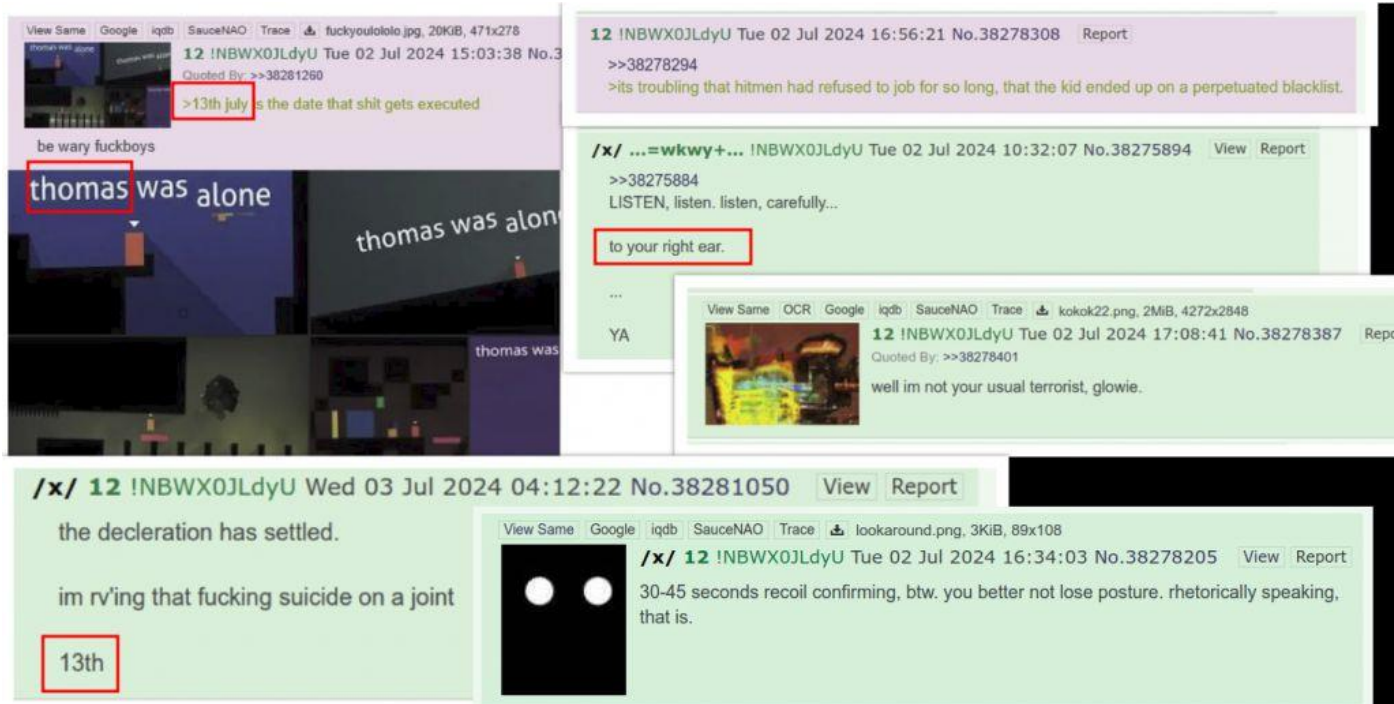 View Same Google iqdb SauceNAO Trace fuckyoulololo.jpg, 20KiB, 471x278
thomas was alone
12 !NBWX0JLdyU Tue 02 Jul 2024 15:03:38 No.3
Quoted By: >>38281260
>13th july is the date that shit gets executed
be wary fuckboys
thomas was alone
thomas was alon
thomas was
12 !NBWX0JLdyU Tue 02 Jul 2024 16:56:21 No.38278308 Report
>>38278294
>its troubling that hitmen had refused to job for so long, that the kid ended up on a perpetuated blacklist.
/x/ ...=wkwy+... !NBWX0JLdyU Tue 02 Jul 2024 10:32:07 No.38275894 View Report
>>38275884
LISTEN, listen. listen, carefully...
to your right ear.
...
YA
View Same OCR Google iqdb SauceNAO Trace kokok22.png, 2MiB, 4272x2848
12 !NBWX0JLdyU Tue 02 Jul 2024 17:08:41 No.38278387 Repo
Quoted By: >>38278401
well im not your usual terrorist, glowie.
/x/ 12 !NBWX0JLdyU Wed 03 Jul 2024 04:12:22 No.38281050 View Report
the decleration has settled.
im rv'ing that fucking suicide on a joint
13th
View Same Google iqdb SauceNAO Trace lookaround.png, 3KiB, 89x108
/x/ 12 !NBWX0JLdyU Tue 02 Jul 2024 16:34:03 No.38278205 View Report
30-45 seconds recoil confirming, btw. you better not lose posture. rhetorically speaking,
that is.